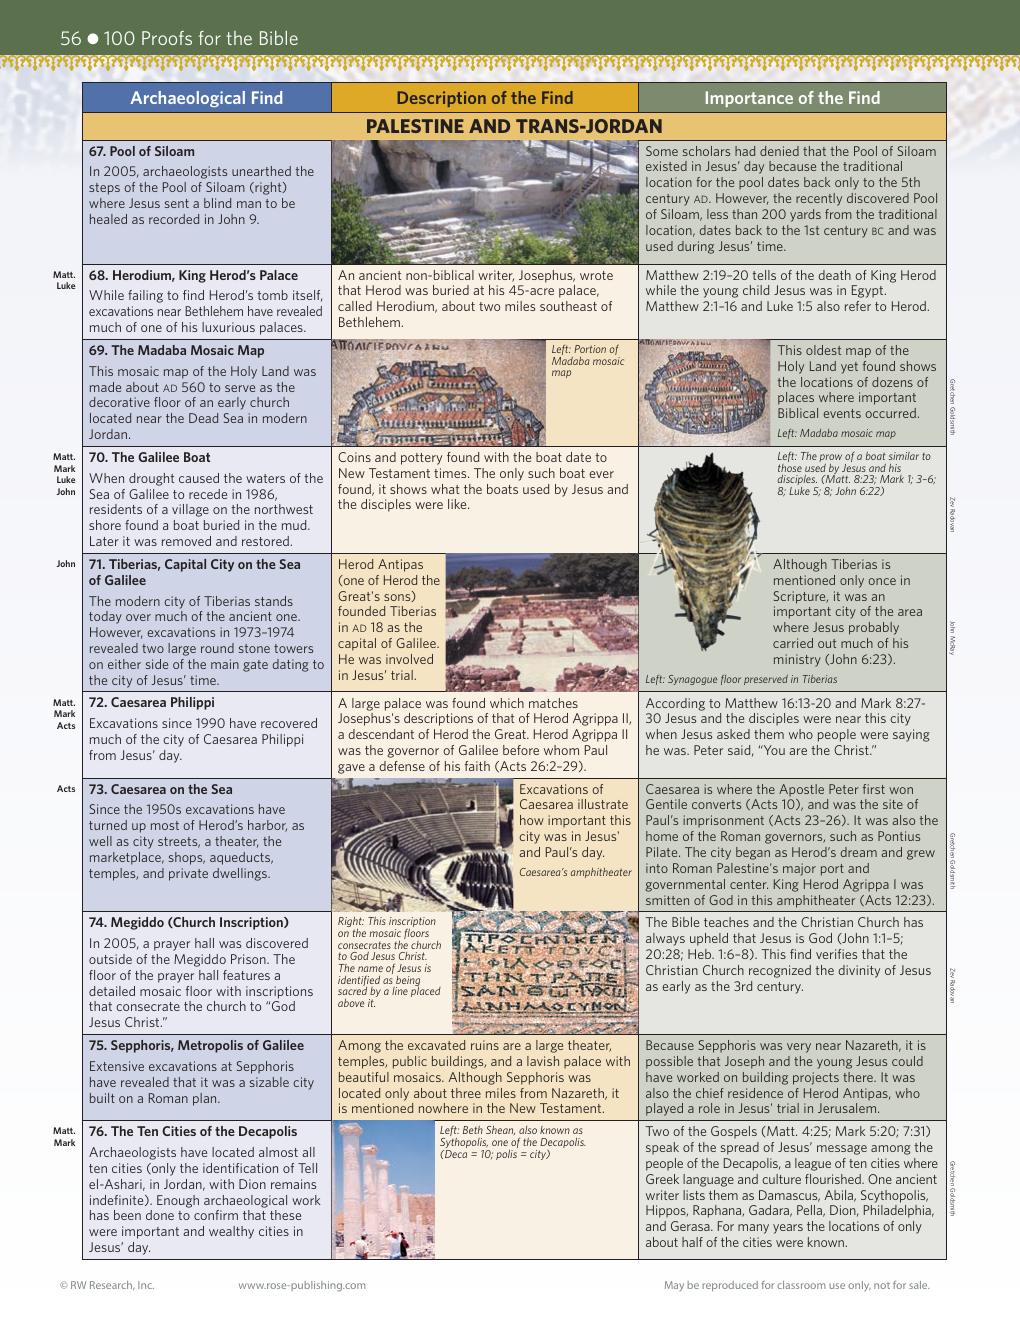 56 ● 100 Proofs for the Bible
Archaeological Find
Description of the Find
Importance of the Find
PALESTINE AND TRANS-JORDAN
67. Pool of Siloam
In 2005, archaeologists unearthed the
steps of the Pool of Siloam (right)
where Jesus sent a blind man to be
healed as recorded in John 9.
Some scholars had denied that the Pool of Siloam
existed in Jesus' day because the traditional
location for the pool dates back only to the 5th
century AD. However, the recently discovered Pool
of Siloam, less than 200 yards from the traditional
location, dates back to the 1st century BC and was
used during Jesus' time.
Matt.
Luke
68. Herodium, King Herod's Palace
While failing to find Herod's tomb itself,
excavations near Bethlehem have revealed
much of one of his luxurious palaces.
An ancient non-biblical writer, Josephus, wrote
that Herod was buried at his 45-acre palace,
called Herodium, about two miles southeast of
Bethlehem.
Matthew 2:19–20 tells of the death of King Herod
while the young child Jesus was in Egypt.
Matthew 2:1–16 and Luke 1:5 also refer to Herod.
69. The Madaba Mosaic Map
This mosaic map of the Holy Land was
made about AD 560 to serve as the
decorative floor of an early church
located near the Dead Sea in modern
Jordan.
Left: Portion of
Madaba mosaic
map
This oldest map of the
Holy Land yet found shows
the locations of dozens of
places where important
Biblical events occurred.
Left: Madaba mosaic map
Gretchen Goldsmith
Matt.
Mark
Luke
John
70. The Galilee Boat
When drought caused the waters of the
Sea of Galilee to recede in 1986,
residents of a village on the northwest
shore found a boat buried in the mud.
Later it was removed and restored.
Coins and pottery found with the boat date to
New Testament times. The only such boat ever
found, it shows what the boats used by Jesus and
the disciples were like.
Left: The prow of a boat similar to
those used by Jesus and his
disciples. (Matt. 8:23; Mark 1; 3–6;
8; Luke 5; 8; John 6:22)
Zev Radovan
John
71. Tiberias, Capital City on the Sea
of Galilee
The modern city of Tiberias stands
today over much of the ancient one.
However, excavations in 1973–1974
revealed two large round stone towers
on either side of the main gate dating to
the city of Jesus' time.
Herod Antipas
(one of Herod the
Great's sons)
founded Tiberias
in AD 18 as the
capital of Galilee.
He was involved
in Jesus' trial.
Although Tiberias is
mentioned only once in
Scripture, it was an
important city of the area
where Jesus probably
carried out much of his
ministry (John 6:23).
Left: Synagogue floor preserved in Tiberias
John McRay
Matt.
Mark
Acts
72. Caesarea Philippi
Excavations since 1990 have recovered
much of the city of Caesarea Philippi
from Jesus' day.
A large palace was found which matches
Josephus's descriptions of that of Herod Agrippa II,
a descendant of Herod the Great. Herod Agrippa II
was the governor of Galilee before whom Paul
gave a defense of his faith (Acts 26:2–29).
According to Matthew 16:13-20 and Mark 8:27-
30 Jesus and the disciples were near this city
when Jesus asked them who people were saying
he was. Peter said, "You are the Christ."
Acts
73. Caesarea on the Sea
Since the 1950s excavations have
turned up most of Herod's harbor, as
well as city streets, a theater, the
marketplace, shops, aqueducts,
temples, and private dwellings.
Excavations of
Caesarea illustrate
how important this
city was in Jesus'
and Paul's day.
Caesarea's amphitheater
Caesarea is where the Apostle Peter first won
Gentile converts (Acts 10), and was the site of
Paul's imprisonment (Acts 23–26). It was also the
home of the Roman governors, such as Pontius
Pilate. The city began as Herod's dream and grew
into Roman Palestine's major port and
governmental center. King Herod Agrippa I was
smitten of God in this amphitheater (Acts 12:23).
Gretchen Goldsmith
74. Megiddo (Church Inscription)
In 2005, a prayer hall was discovered
outside of the Megiddo Prison. The
floor of the prayer hall features a
detailed mosaic floor with inscriptions
that consecrate the church to "God
Jesus Christ."
Right: This inscription
on the mosaic floors
consecrates the church
to God Jesus Christ.
The name of Jesus is
identified as being
sacred by a line placed
above it.
The Bible teaches and the Christian Church has
always upheld that Jesus is God (John 1:1–5;
20:28; Heb. 1:6–8). This find verifies that the
Christian Church recognized the divinity of Jesus
as early as the 3rd century.
Zev Radovan
75. Sepphoris, Metropolis of Galilee
Extensive excavations at Sepphoris
have revealed that it was a sizable city
built on a Roman plan.
Among the excavated ruins are a large theater,
temples, public buildings, and a lavish palace with
beautiful mosaics. Although Sepphoris was
located only about three miles from Nazareth, it
is mentioned nowhere in the New Testament.
Because Sepphoris was very near Nazareth, it is
possible that Joseph and the young Jesus could
have worked on building projects there. It was
also the chief residence of Herod Antipas, who
played a role in Jesus' trial in Jerusalem.
Matt.
Mark
76. The Ten Cities of the Decapolis
Archaeologists have located almost all
ten cities (only the identification of Tell
el-Ashari, in Jordan, with Dion remains
indefinite). Enough archaeological work
has been done to confirm that these
were important and wealthy cities in
Jesus' day.
Left: Beth Shean, also known as
Sythopolis, one of the Decapolis.
(Deca = 10; polis = city)
Two of the Gospels (Matt. 4:25; Mark 5:20; 7:31)
speak of the spread of Jesus' message among the
people of the Decapolis, a league of ten cities where
Greek language and culture flourished. One ancient
writer lists them as Damascus, Abila, Scythopolis,
Hippos, Raphana, Gadara, Pella, Dion, Philadelphia,
and Gerasa. For many years the locations of only
about half of the cities were known.
Gretchen Goldsmith
© RW Research, Inc.
www.rose-publishing.com
May be reproduced for classroom use only, not for sale.